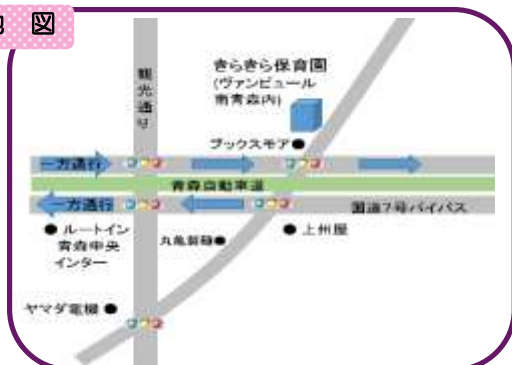 地 図
観光通り
きらきら保育園
(ヴァンビュール
南青森内)
ブックスモア●
一方通行
青森自動車道
一方通行
国道7号バイパス
●ルートイン
青森中央
インター
丸亀製麺●
●上州屋
ヤマダ電機●